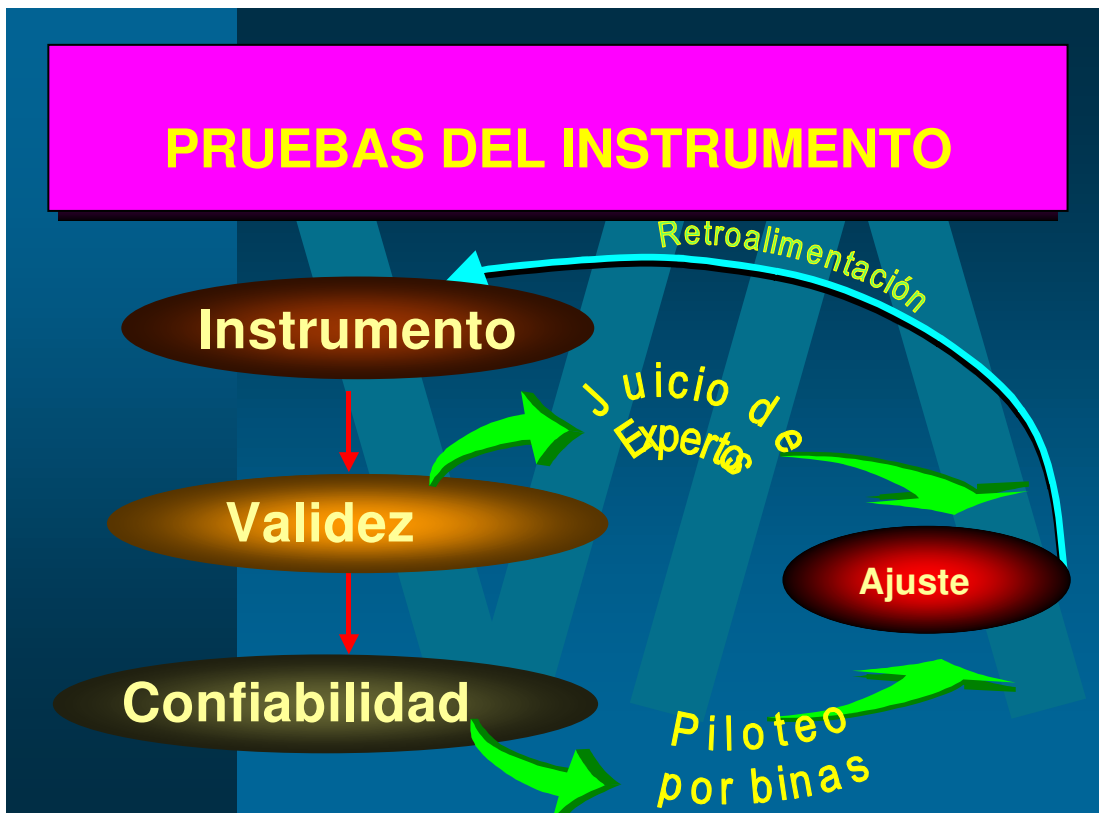 PRUEBAS DEL INSTRUMENTO
Retroalimentación
Instrumento
Juicio de
Expertos
Validez
Ajuste
Confiabilidad
Piloteo
por binas